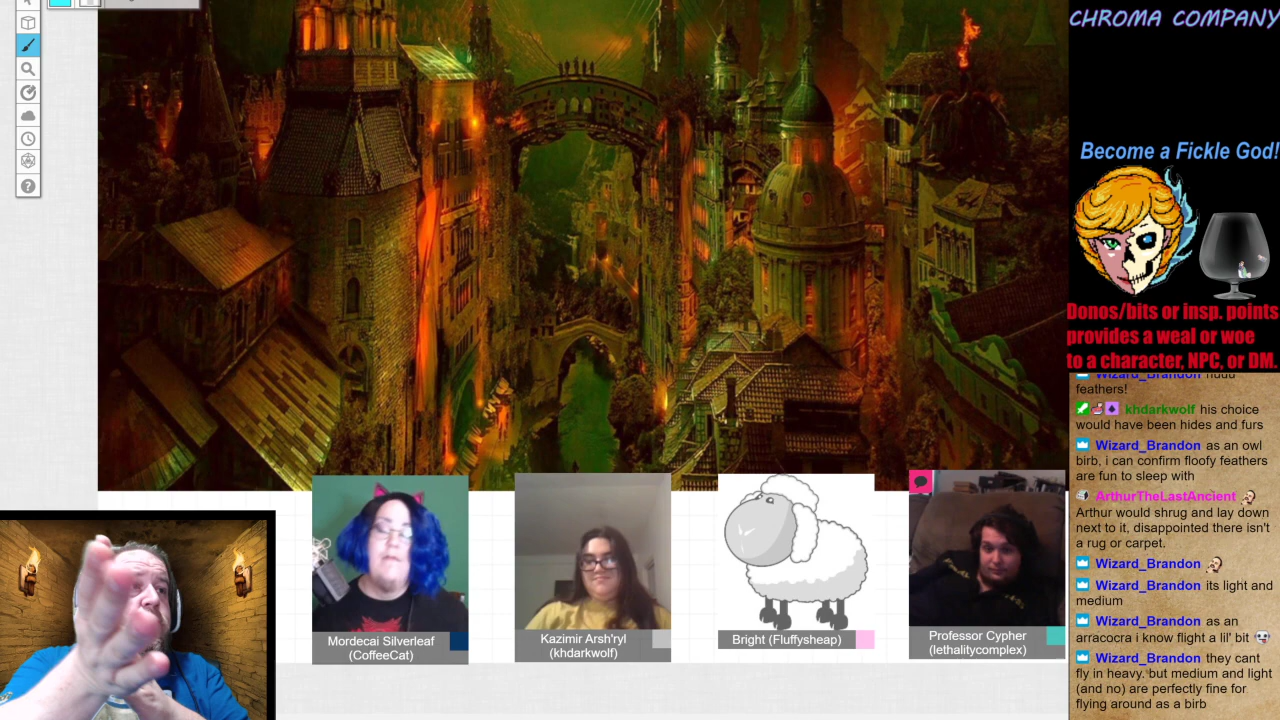 CHROMA COMPANY
Become a Fickle God!
Donos/bits or insp. points
provides a weal or woe
to a character, NPC, or DM.
Wizard_Brandon nuuu
feathers!
khdarkwolf his choice
would have been hides and furs
Wizard_Brandon as an owl
birb, i can confirm floofy feathers
are fun to sleep with
ArthurTheLastAncient
Arthur would shrug and lay down
next to it, disappointed there isn't
a rug or carpet.
Wizard_Brandon
Wizard_Brandon its light and
medium
Wizard_Brandon as an
arracocra i know flight a lil' bit
Wizard_Brandon they cant
fly in heavy. but medium and light
(and no) are perfectly fine for
flying around as a birb
Mordecai Silverleaf
(CoffeeCat)
Kazimir Arsh'ryl
(khdarkwolf)
Bright (Fluffysheap)
Professor Cypher
(lethalitycomplex)